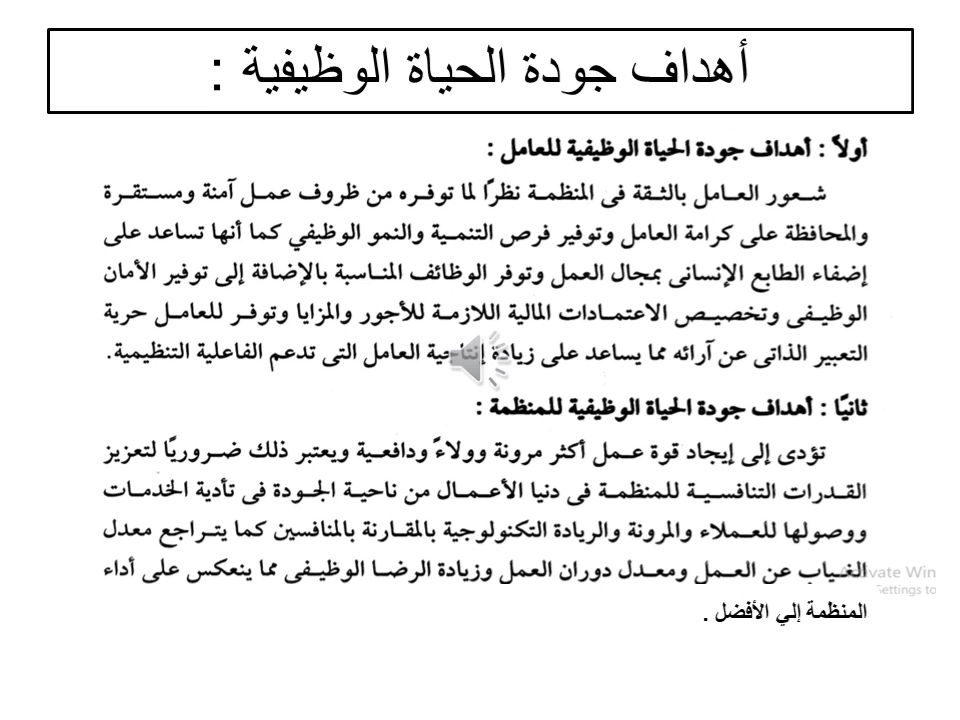 أهداف جودة الحياة الوظيفية :
أولاً : أهداف جودة الحياة الوظيفية للعامل :
شعور العامل بالثقة فى المنظمة نظرًا لما توفره من ظروف عمل آمنة ومستقرة
والمحافظة على كرامة العامل وتوفير فرص التنمية والنمو الوظيفي كما أنها تساعد على
إضفاء الطابع الإنسانى بمجال العمل وتوفر الوظائف المناسبة بالإضافة إلى توفير الأمان
الوظيفى وتخصيص الاعتمادات المالية اللازمة للأجور والمزايا وتوفر للعامل حرية
التعبير الذاتى عن آرائه مما يساعد على زيادة إنتاجية العامل التى تدعم الفاعلية التنظيمية.
ثانيًا : أهداف جودة الحياة الوظيفية للمنظمة :
تؤدى إلى إيجاد قوة عمل أكثر مرونة وولاءً ودافعية ويعتبر ذلك ضروريًا لتعزيز
القدرات التنافسية للمنظمة فى دنيا الأعمال من ناحية الجودة فى تأدية الخدمات
ووصولها للعملاء والمرونة والريادة التكنولوجية بالمقارنة بالمنافسين كما يتراجع معدل
الغياب عن العمل ومعدل دوران العمل وزيادة الرضا الوظيفى مما ينعكس على أداء
المنظمة إلي الأفضل .
vate Win
Settings to